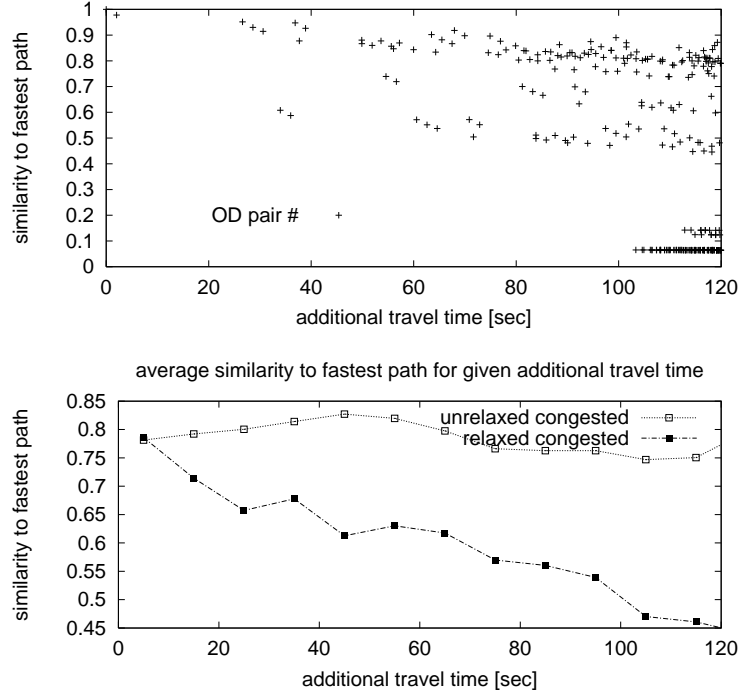 1
0.9
0.8
0.7
0.6
0.5
0.4
0.3
0.2
0.1
0
similarity to fastest path
OD pair #
0 20 40 60 80 100 120
additional travel time [sec]
average similarity to fastest path for given additional travel time
0.85
0.8
0.75
0.7
0.65
0.6
0.55
0.5
0.45
similarity to fastest path
unrelaxed congested
relaxed congested
0 20 40 60 80 100 120
additional travel time [sec]